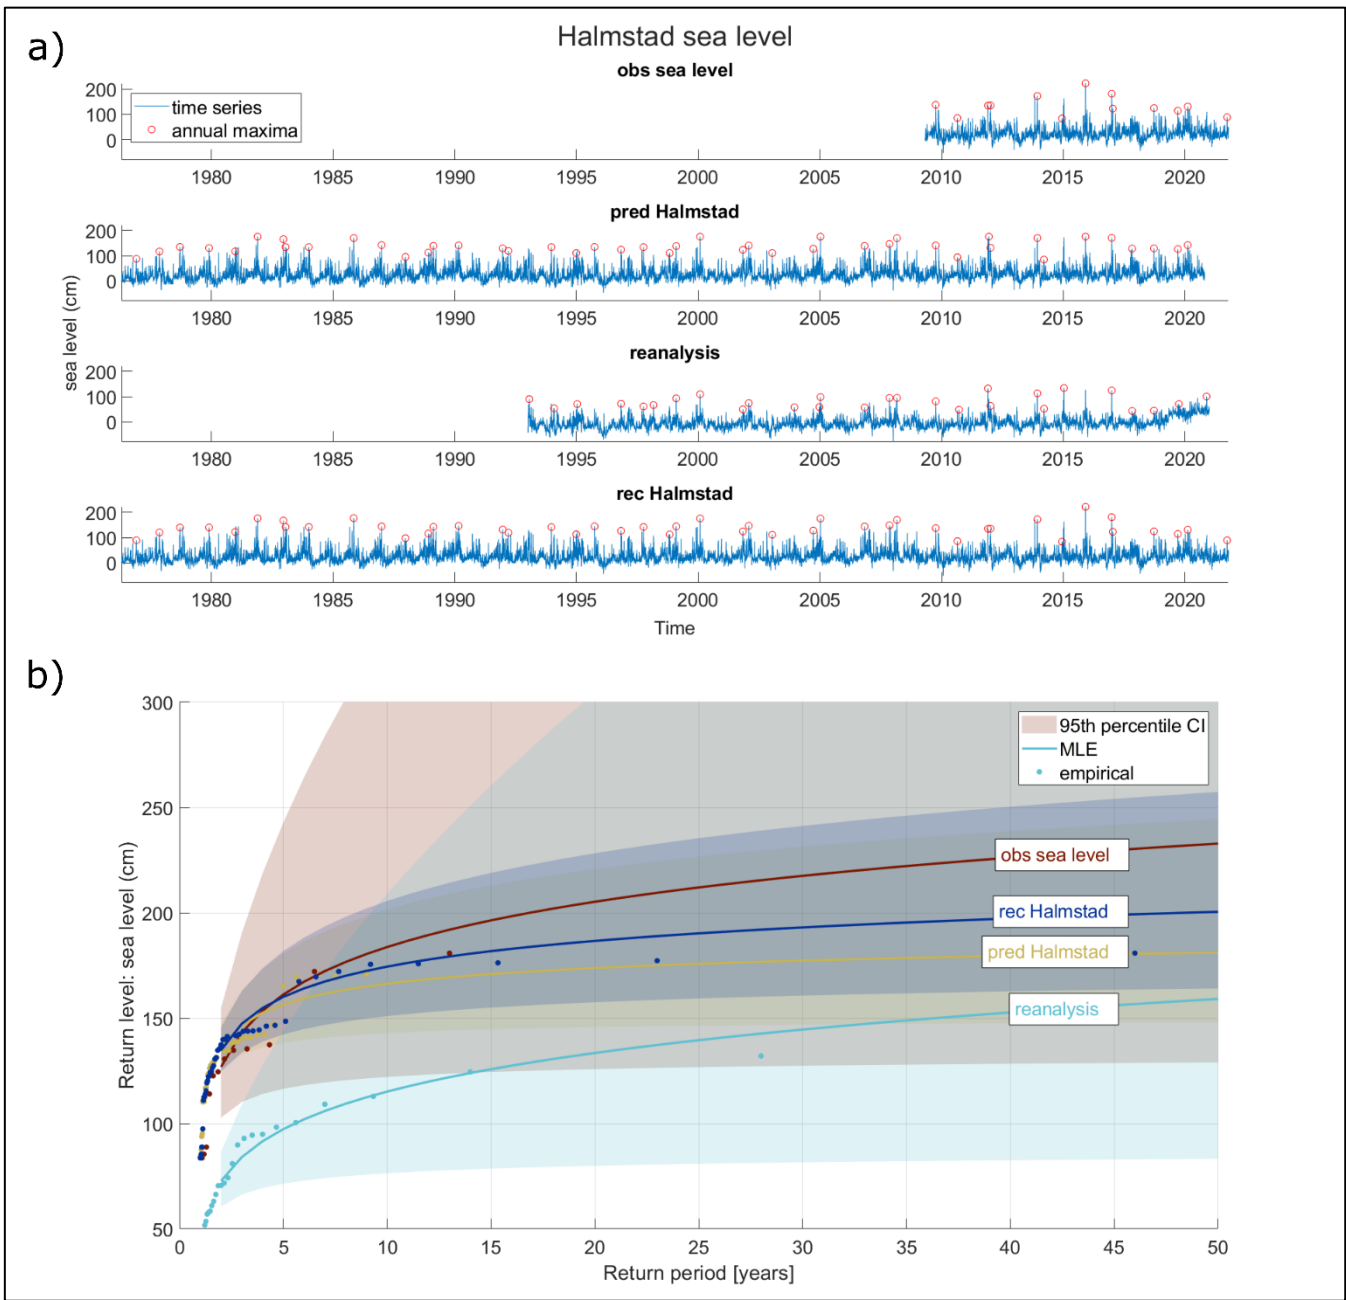 a)
Halmstad sea level
obs sea level
200
100
0
time series
annual maxima
1980 1985 1990 1995 2000 2005 2010 2015 2020
pred Halmstad
200
100
0
1980 1985 1990 1995 2000 2005 2010 2015 2020
sea level (cm)
reanalysis
200
100
0
1980 1985 1990 1995 2000 2005 2010 2015 2020
rec Halmstad
200
100
0
1980 1985 1990 1995 2000 2005 2010 2015 2020
Time
b)
300
250
200
150
100
50
Return level: sea level (cm)
95th percentile CI
MLE
empirical
obs sea level
rec Halmstad
pred Halmstad
reanalysis
0 5 10 15 20 25 30 35 40 45 50
Return period [years]